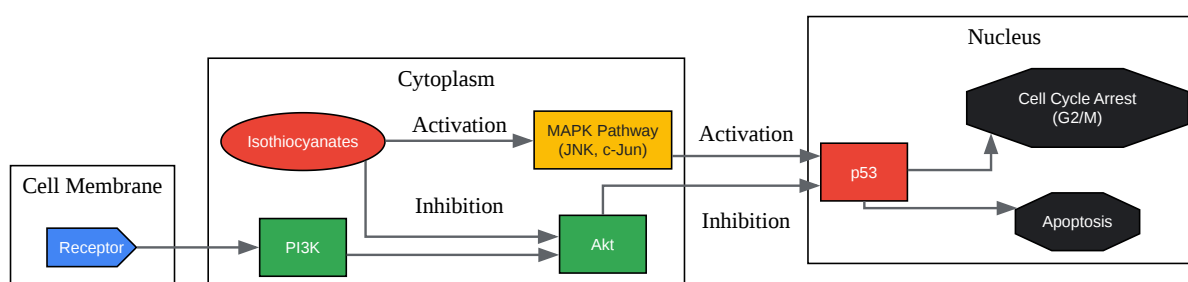 Nucleus
Cytoplasm
Cell Cycle Arrest
(G2/M)
Isothiocyanates
Activation
MAPK Pathway
(JNK, c-Jun)
Activation
p53
Cell Membrane
Inhibition
Inhibition
Apoptosis
Receptor
PI3K
Akt